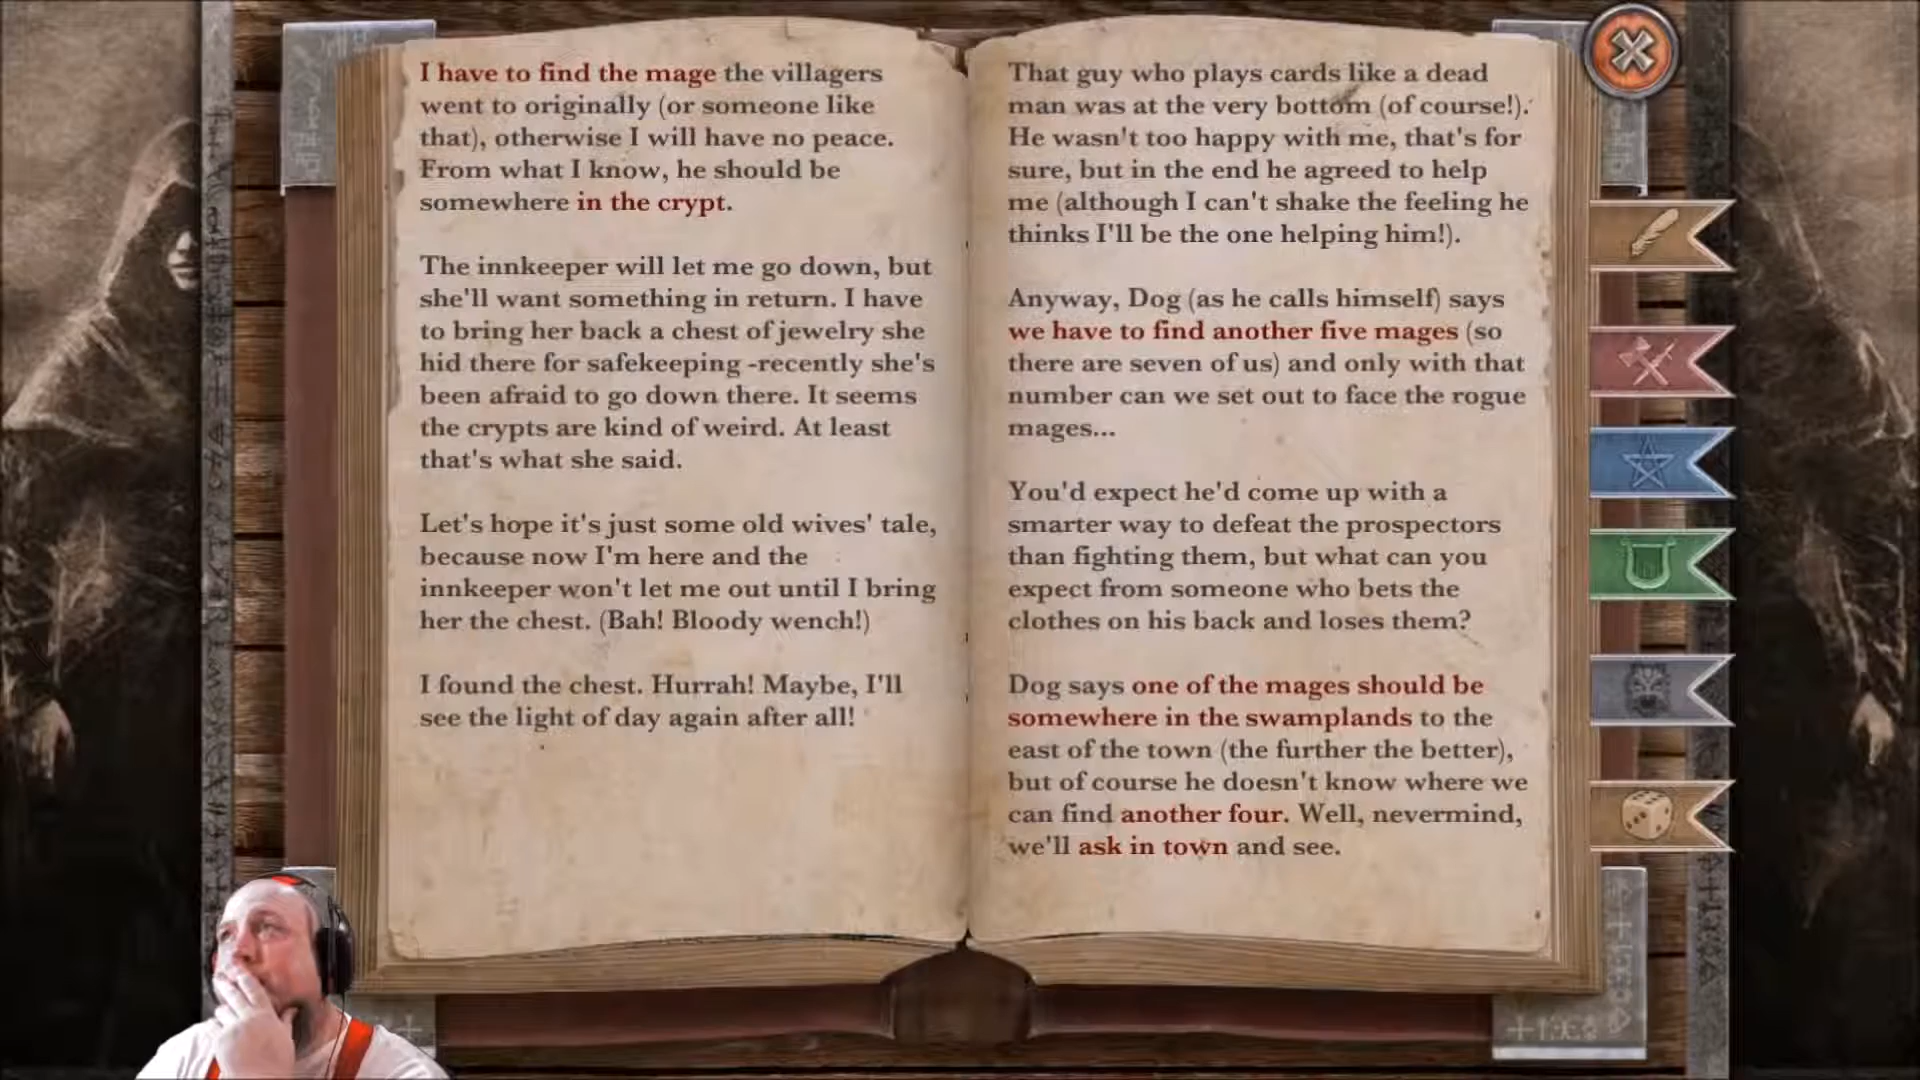 I have to find the mage the villagers
went to originally (or someone like
that), otherwise I will have no peace.
From what I know, he should be
somewhere in the crypt.
The innkeeper will let me go down, but
she'll want something in return. I have
to bring her back a chest of jewelry she
hid there for safekeeping -recently she's
been afraid to go down there. It seems
the crypts are kind of weird. At least
that's what she said.
Let's hope it's just some old wives' tale,
because now I'm here and the
innkeeper won't let me out until I bring
her the chest. (Bah! Bloody wench!)
I found the chest. Hurrah! Maybe, I'll
see the light of day again after all!
That guy who plays cards like a dead
man was at the very bottom (of course!).
He wasn't too happy with me, that's for
sure, but in the end he agreed to help
me (although I can't shake the feeling he
thinks I'll be the one helping him!).
Anyway, Dog (as he calls himself) says
we have to find another five mages (so
there are seven of us) and only with that
number can we set out to face the rogue
mages...
You'd expect he'd come up with a
smarter way to defeat the prospectors
than fighting them, but what can you
expect from someone who bets the
clothes on his back and loses them?
Dog says one of the mages should be
somewhere in the swamplands to the
east of the town (the further the better),
but of course he doesn't know where we
can find another four. Well, nevermind,
we'll ask in town and see.